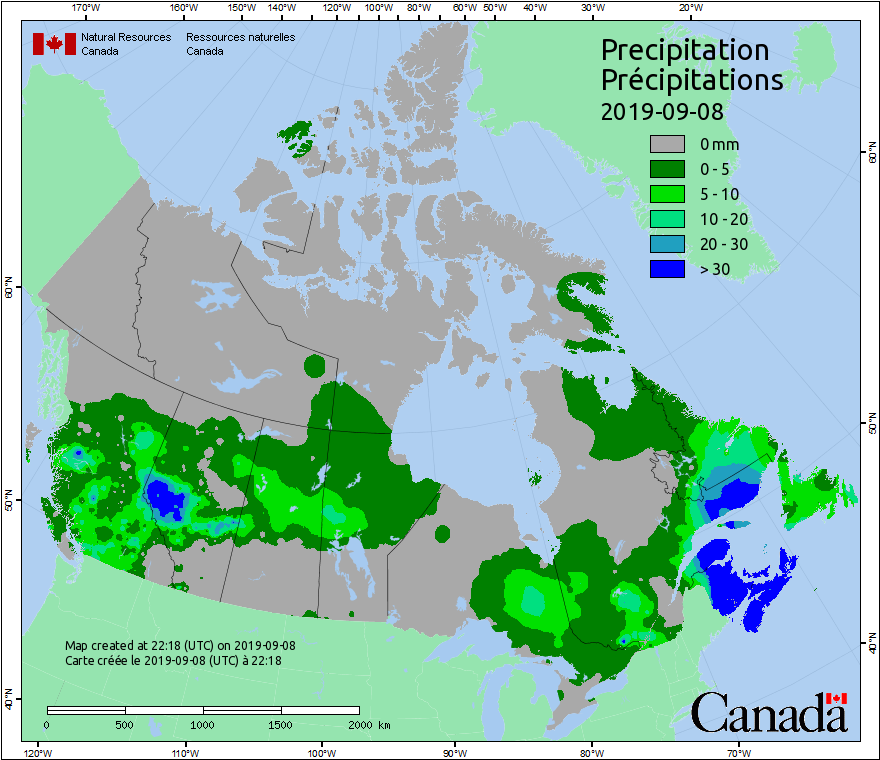 170°W 160°W 150°W 140°W 130°W 120°W 110°W 100°W 90°W 80°W 70°W 60°W 50°W 40°W 30°W 20°W
Natural Resources Canada
Ressources naturelles Canada
Precipitation
Précipitations
2019-09-08
0 mm
0 - 5
5 - 10
10 - 20
20 - 30
> 30
60°N
50°N
40°N
60°N
50°N
40°N
Map created at 22:18 (UTC) on 2019-09-08
Carte créée le 2019-09-08 (UTC) à 22:18
0 500 1000 1500 2000 km
Canada
120°W 110°W 100°W 90°W 80°W 70°W